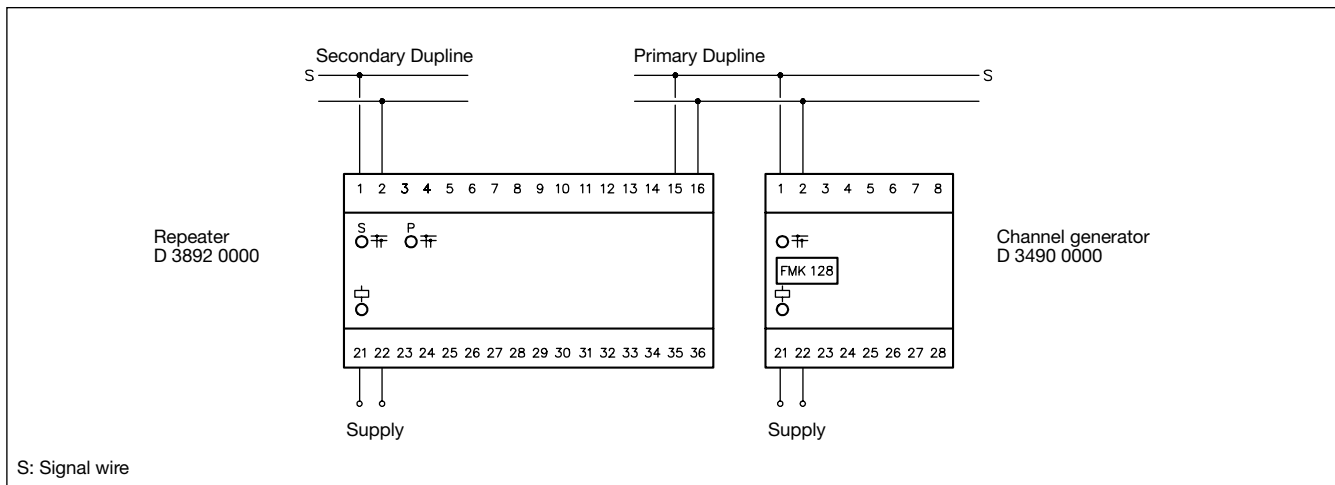 Secondary Dupline
Primary Dupline
S
S
1 2 3 4 5 6 7 8 9 10 11 12 13 14 15 16
1 2 3 4 5 6 7 8
S P
Repeater
D 3892 0000
FMK 128
Channel generator
D 3490 0000
21 22 23 24 25 26 27 28 29 30 31 32 33 34 35 36
21 22 23 24 25 26 27 28
Supply
Supply
S: Signal wire